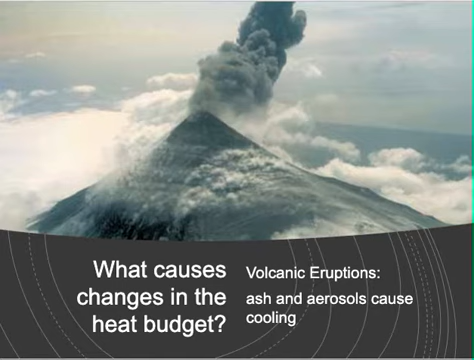 What causes
changes in the
heat budget?
Volcanic Eruptions:
ash and aerosols cause
cooling